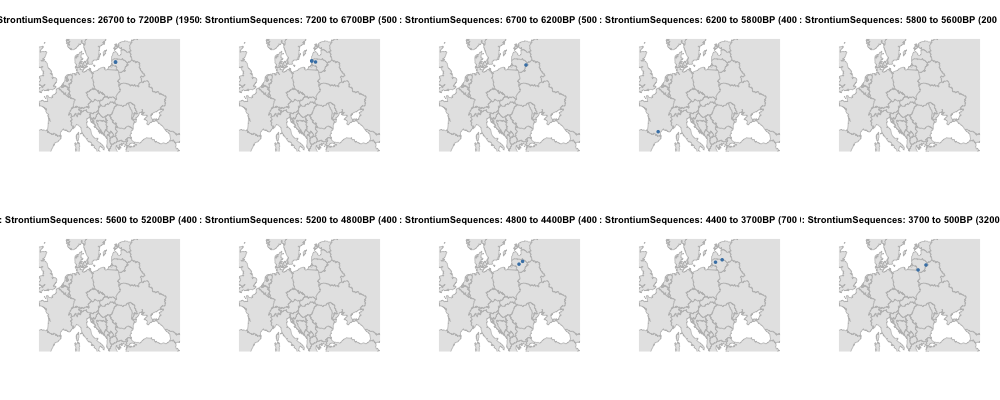 StrontiumSequences: 26700 to 7200BP (1950
: StrontiumSequences: 7200 to 6700BP (500
: StrontiumSequences: 6700 to 6200BP (500
: StrontiumSequences: 6200 to 5800BP (400
: StrontiumSequences: 5800 to 5600BP (200
: StrontiumSequences: 5600 to 5200BP (400
: StrontiumSequences: 5200 to 4800BP (400
: StrontiumSequences: 4800 to 4400BP (400
: StrontiumSequences: 4400 to 3700BP (700
: StrontiumSequences: 3700 to 500BP (3200